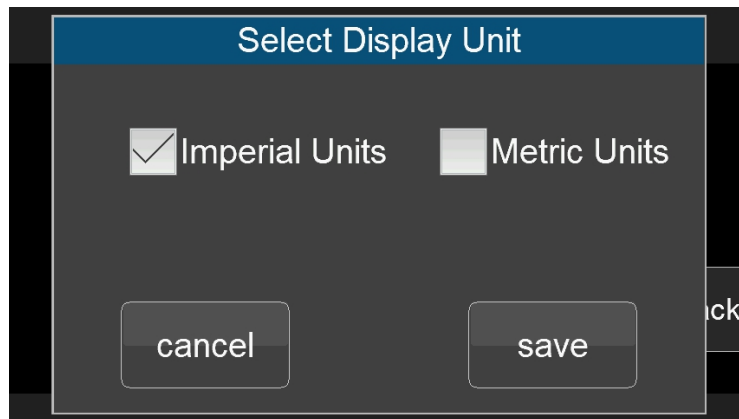 Select Display Unit
Imperial Units
Metric Units
cancel
save